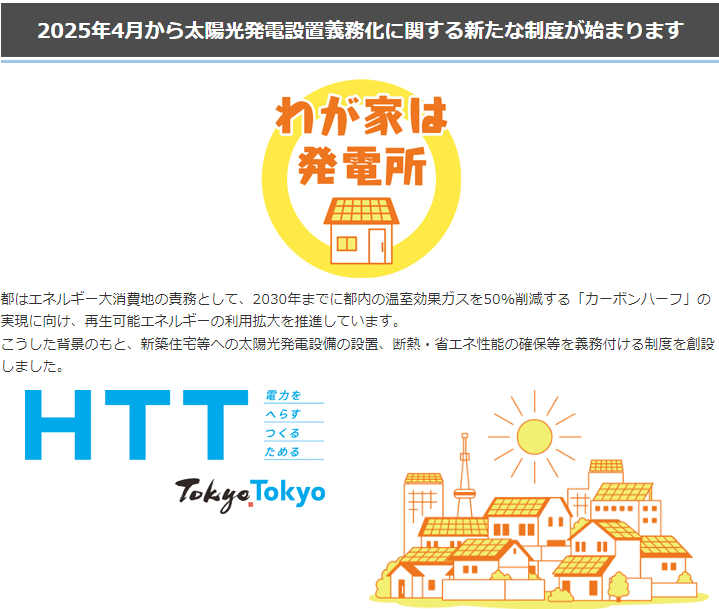 2025年4月から太陽光発電設置義務化に関する新たな制度が始まります
わが家は
発電所
都はエネルギー大消費地の責務として、2030年までに都内の温室効果ガスを50%削減する「カーボンハーフ」の
実現に向け、再生可能エネルギーの利用拡大を推進しています。
こうした背景のもと、新築住宅等への太陽光発電設備の設置、断熱・省エネ性能の確保等を義務付ける制度を創設
しました。
HTT
電力を
へらす
つくる
ためる
Tokyo Tokyo